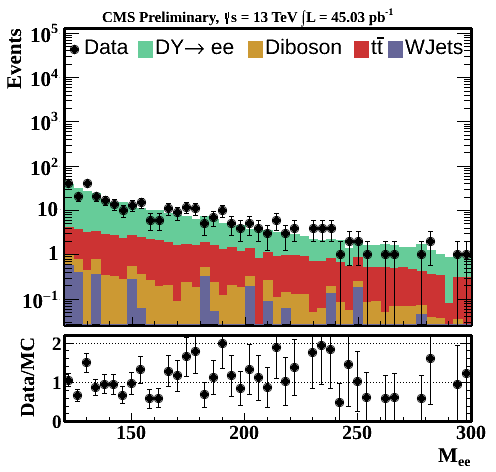 CMS Preliminary, √s = 13 TeV ∫L = 45.03 pb⁻¹
Events
Data DY→ ee Diboson tt̄ WJets
10⁵
10⁴
10³
10²
10
1
10⁻¹
Data/MC
2
1
0
150 200 250 300
Mₑₑ